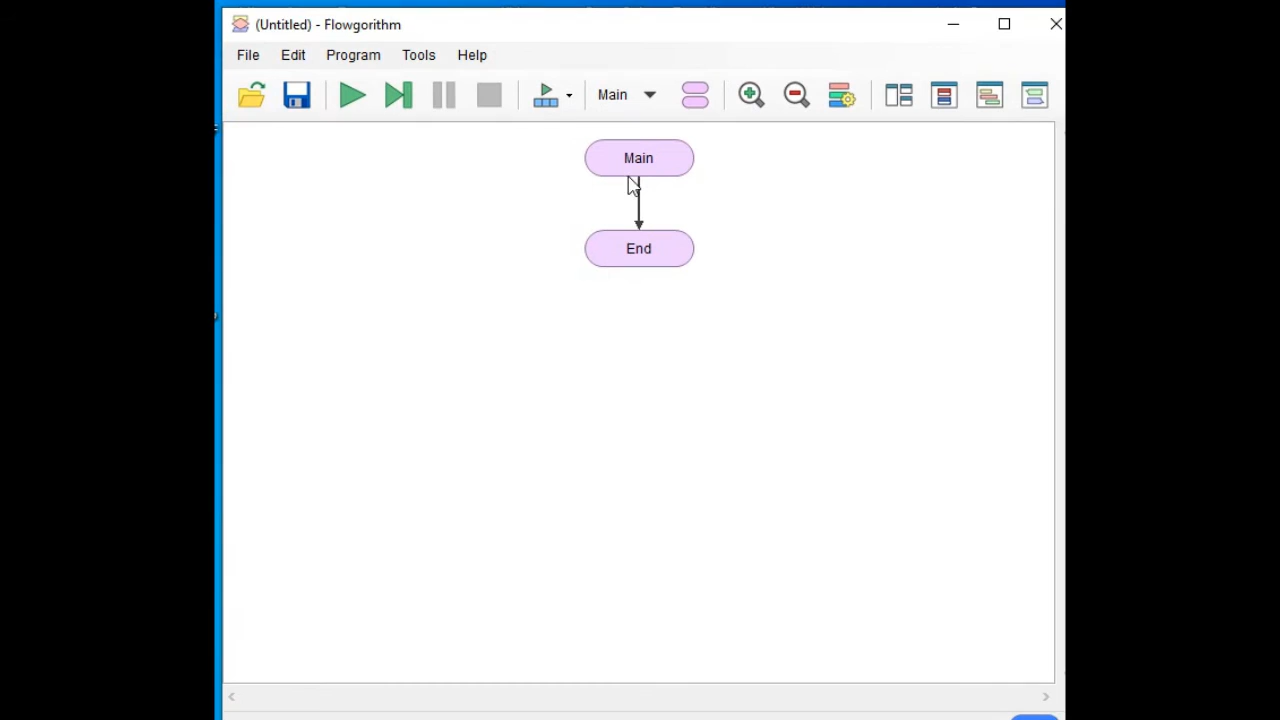 (Untitled) - Flowgorithm
File Edit Program Tools Help
Main
Main
End